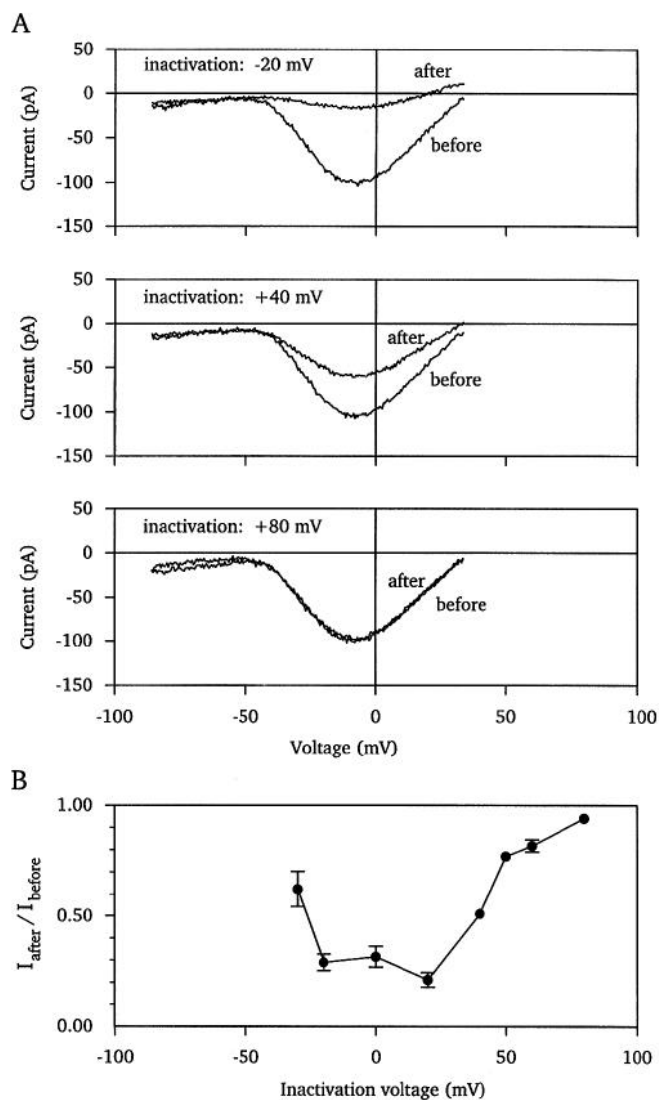 A
50
0
-50
-100
-150
Current (pA)
inactivation: -20 mV
after
before
50
0
-50
-100
-150
Current (pA)
inactivation: +40 mV
after
before
50
0
-50
-100
-150
Current (pA)
inactivation: +80 mV
after
before
-100 -50 0 50 100
Voltage (mV)
B
1.00
0.50
0.00
I after / I before
-100 -50 0 50 100
Inactivation voltage (mV)